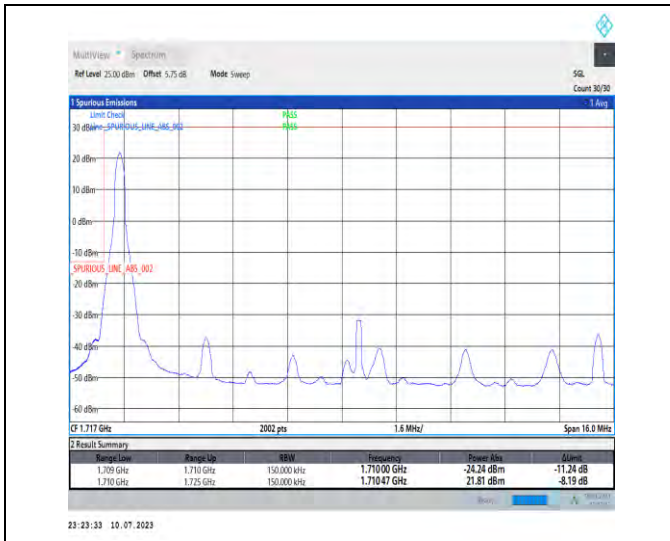 MultiView Spectrum
Ref Level 25.00 dBm Offset 5.75 dB Mode Sweep SGL
Count 30/30
1 Spurious Emissions 1 Avg
Limit Check PASS
Line _SPURIOUS_LINE_ABS_002 PASS
30 dBm
20 dBm
10 dBm
0 dBm
-10 dBm
_SPURIOUS_LINE_ABS_002
-20 dBm
-30 dBm
-40 dBm
-50 dBm
-60 dBm
CF 1.717 GHz 2002 pts 1.6 MHz/ Span 16.0 MHz
2 Result Summary
Range Low Range Up RBW Frequency Power Abs ΔLimit
1.709 GHz 1.710 GHz 150.000 kHz 1.71000 GHz -24.24 dBm -11.24 dB
1.710 GHz 1.725 GHz 150.000 kHz 1.71047 GHz 21.81 dBm -8.19 dB
Ready
23:23:33 10.07.2023